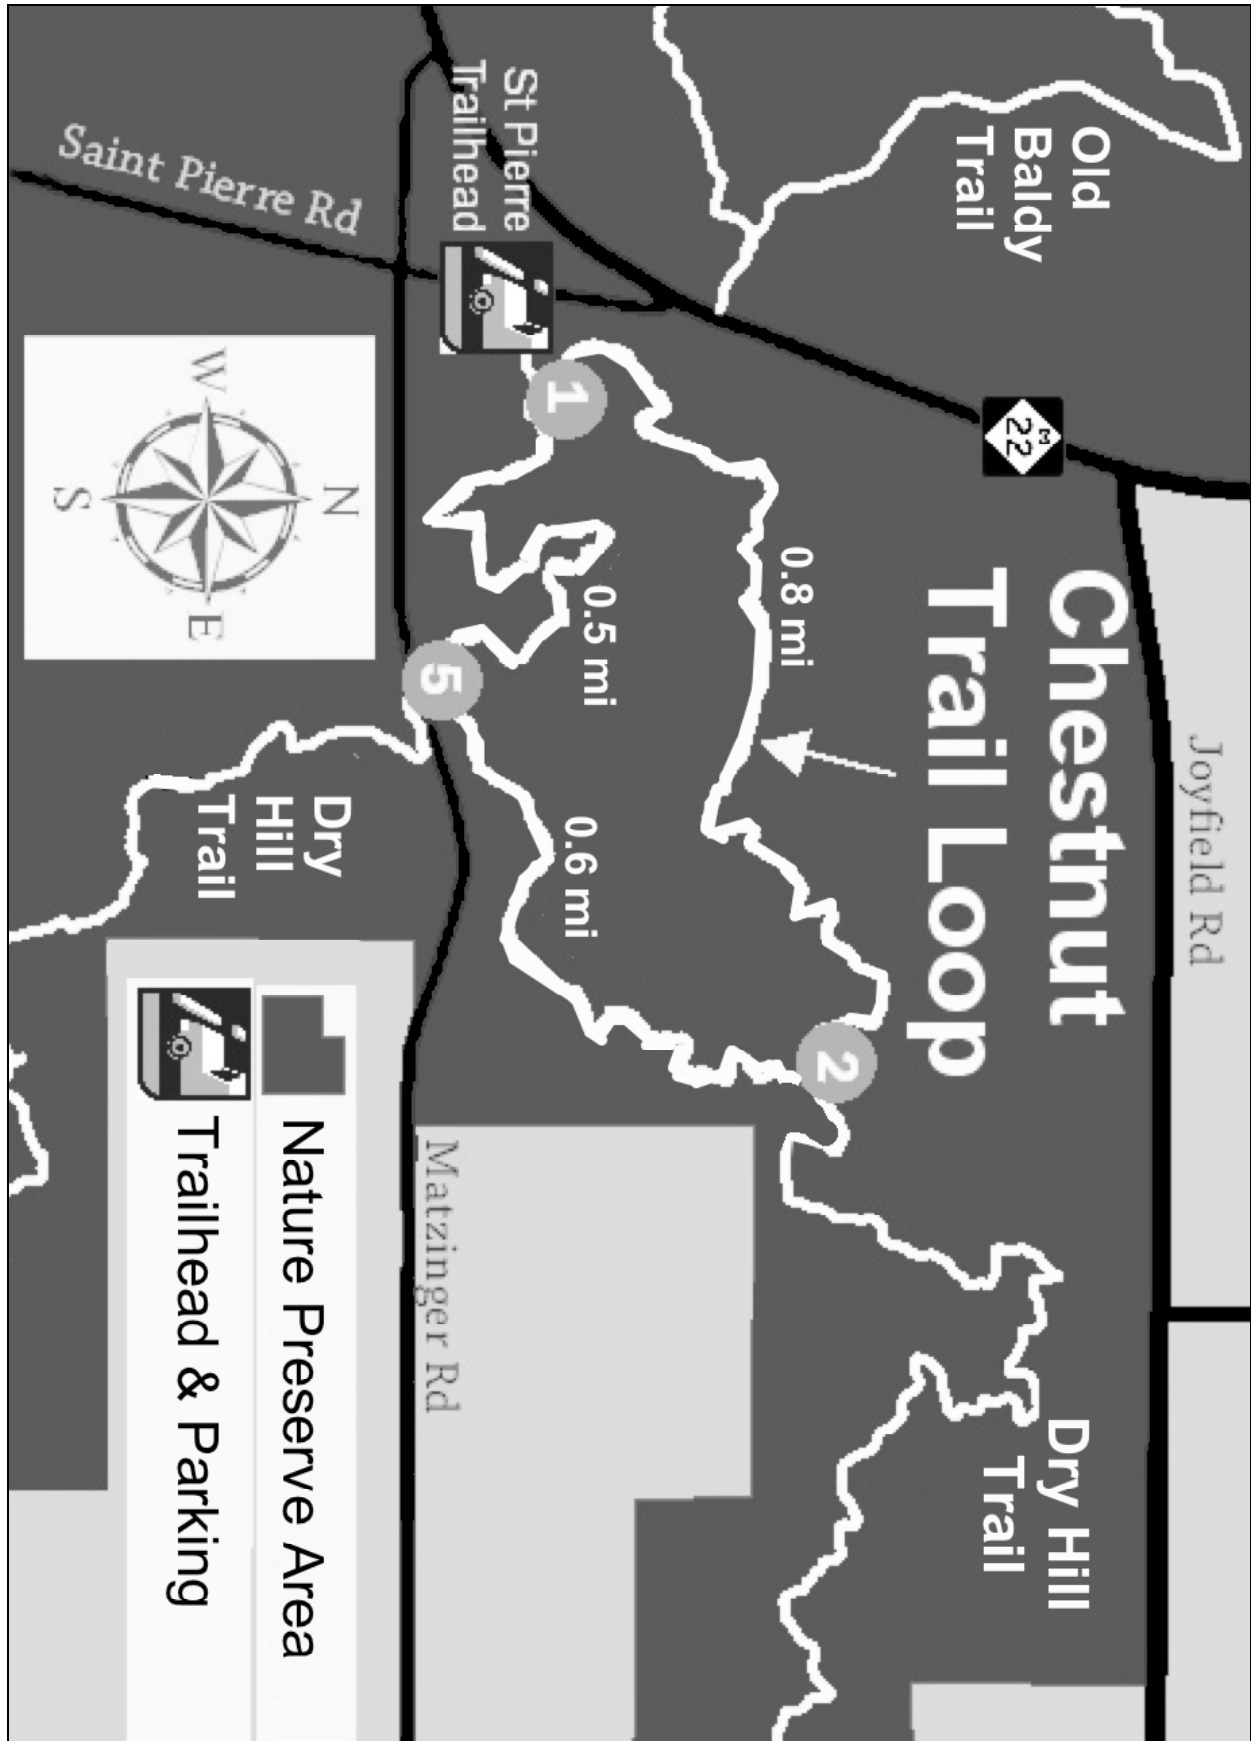 Old
Baldy
Trail
M
22
Joyfield Rd
Chestnut
Trail Loop
St Pierre
Trailhead
Saint Pierre Rd
1
0.8 mi
0.5 mi
5
0.6 mi
2
Dry Hill
Trail
Dry
Hill
Trail
Matzinger Rd
N
W
E
S
Nature Preserve Area
Trailhead & Parking